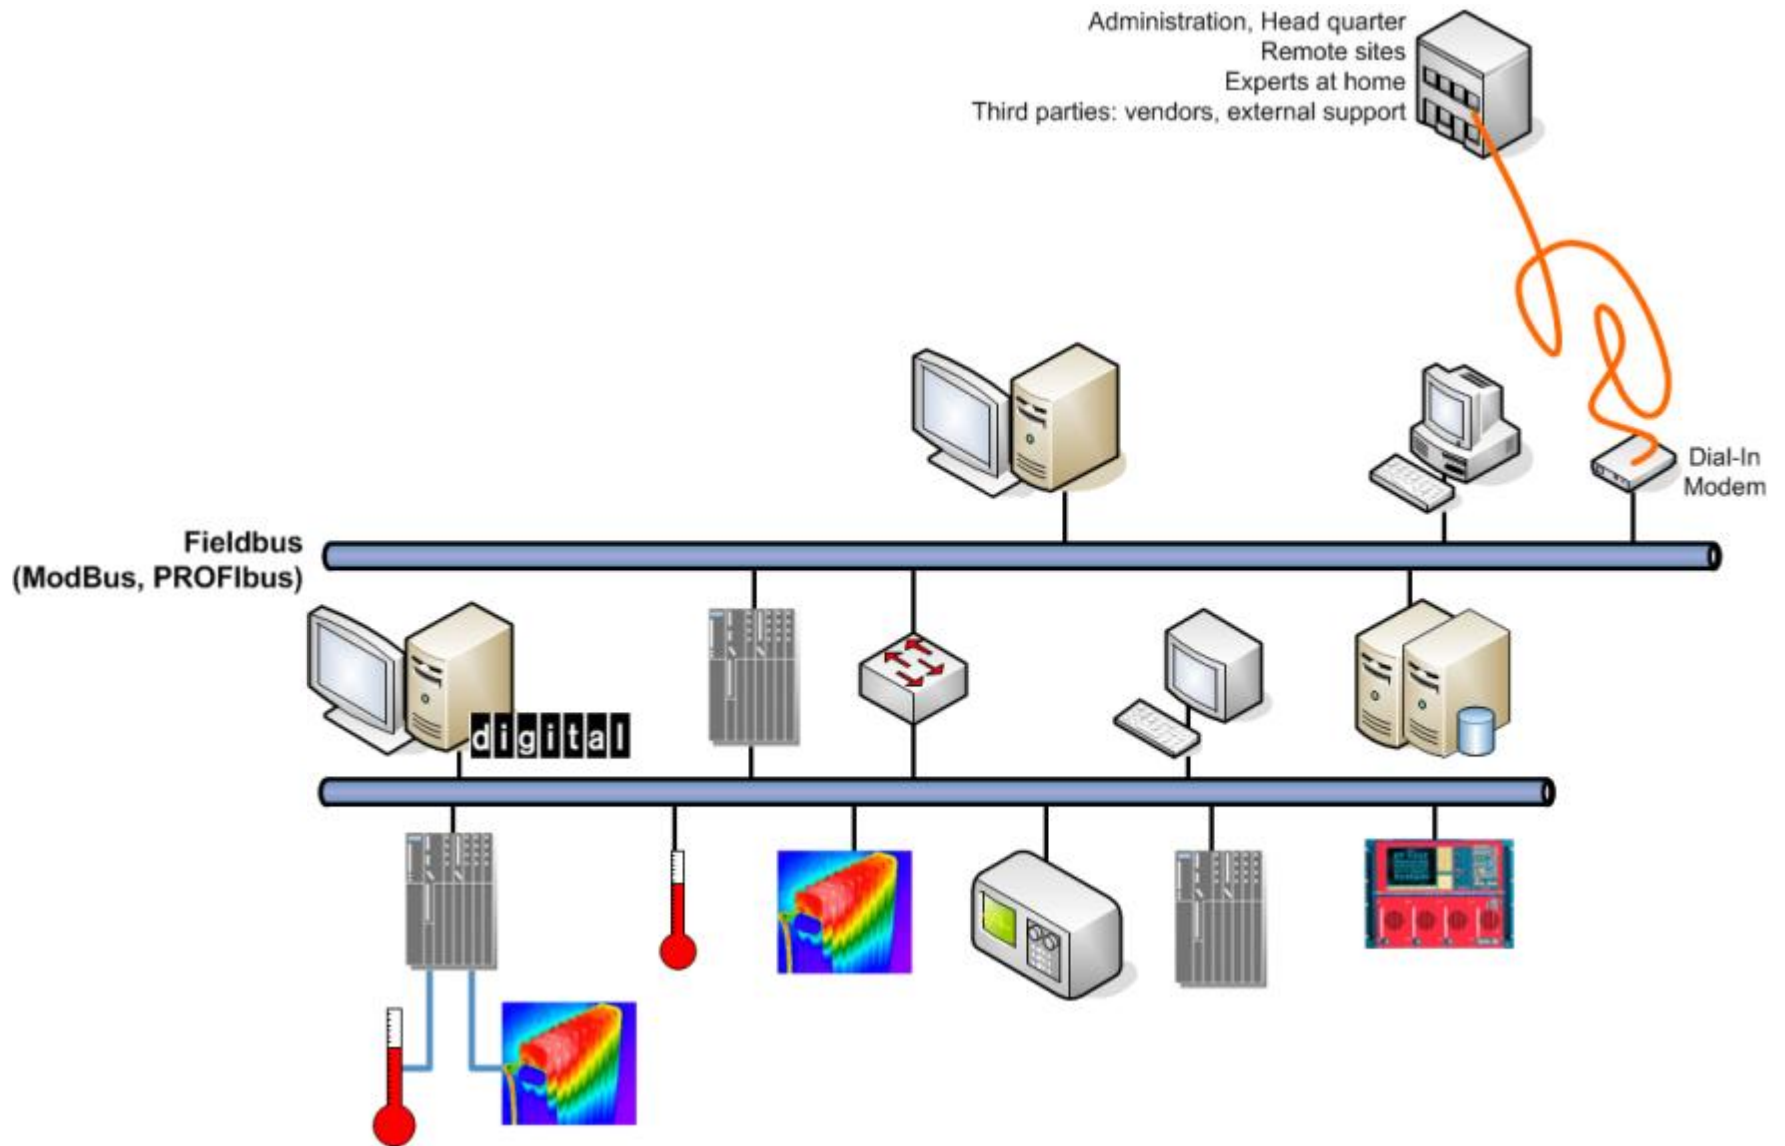 Administration, Head quarter
Remote sites
Experts at home
Third parties: vendors, external support
Dial-In
Modem
Fieldbus
(ModBus, PROFIbus)
digital